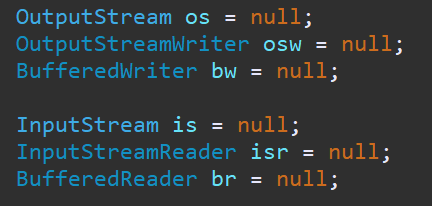 OutputStream os = null;
OutputStreamWriter osw = null;
BufferedWriter bw = null;
InputStream is = null;
InputStreamReader isr = null;
BufferedReader br = null;